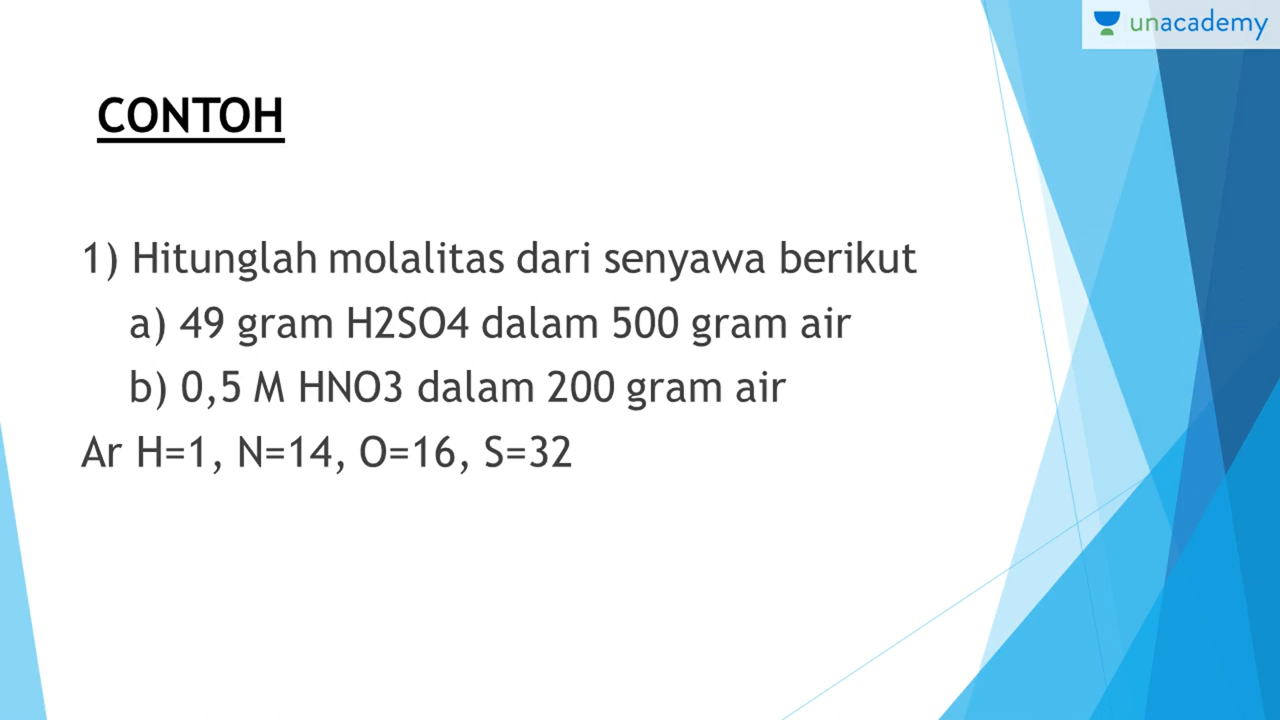 unacademy
CONTOH
1) Hitunglah molalitas dari senyawa berikut
a) 49 gram H2SO4 dalam 500 gram air
b) 0,5 M HNO3 dalam 200 gram air
Ar H=1, N=14, O=16, S=32